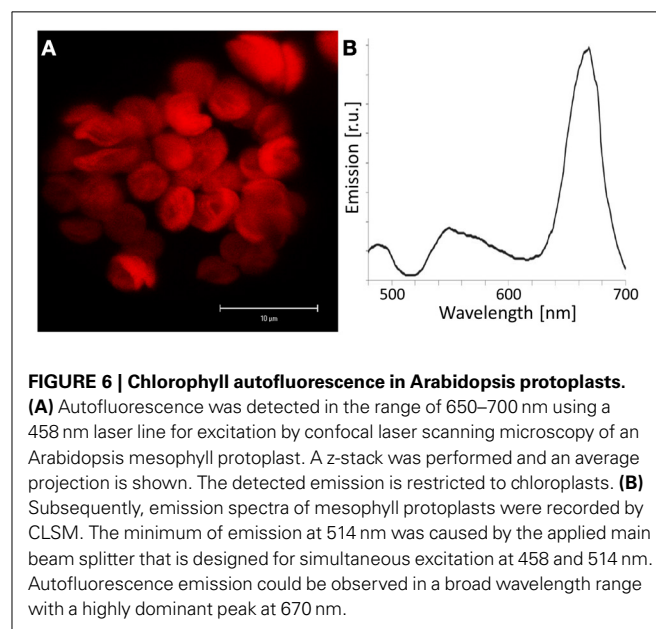 A
10 µm
B
Emission [r.u.]
500
600
700
Wavelength [nm]
FIGURE 6 | Chlorophyll autofluorescence in Arabidopsis protoplasts.
(A) Autofluorescence was detected in the range of 650–700 nm using a
458 nm laser line for excitation by confocal laser scanning microscopy of an
Arabidopsis mesophyll protoplast. A z-stack was performed and an average
projection is shown. The detected emission is restricted to chloroplasts. (B)
Subsequently, emission spectra of mesophyll protoplasts were recorded by
CLSM. The minimum of emission at 514 nm was caused by the applied main
beam splitter that is designed for simultaneous excitation at 458 and 514 nm.
Autofluorescence emission could be observed in a broad wavelength range
with a highly dominant peak at 670 nm.